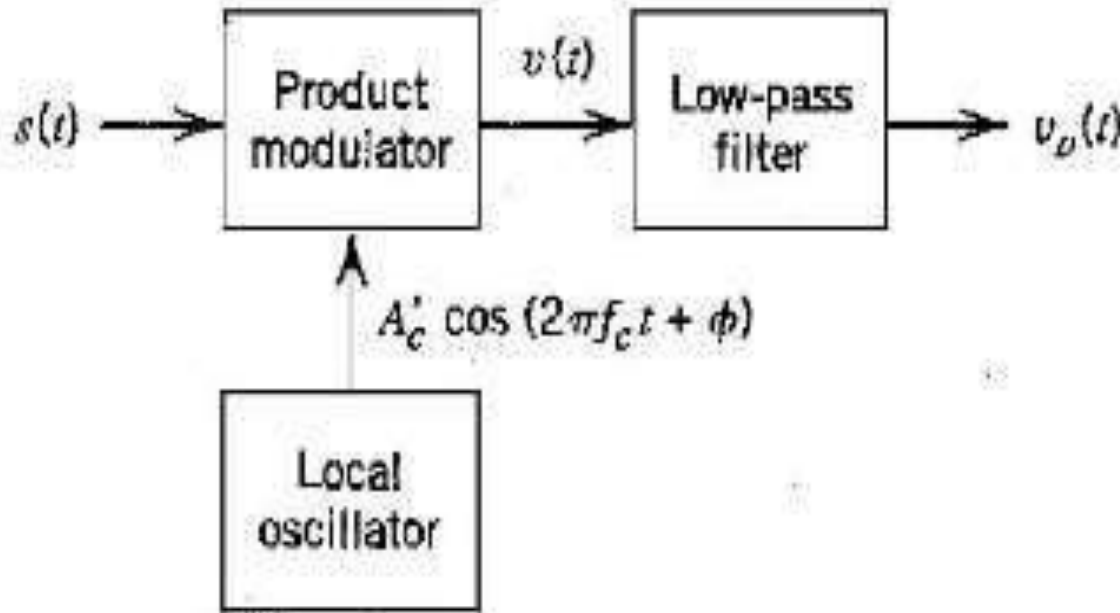 s(t)
Product
modulator
v(t)
Low-pass
filter
v_o(t)
A'_c cos (2πf_c t + φ)
Local
oscillator